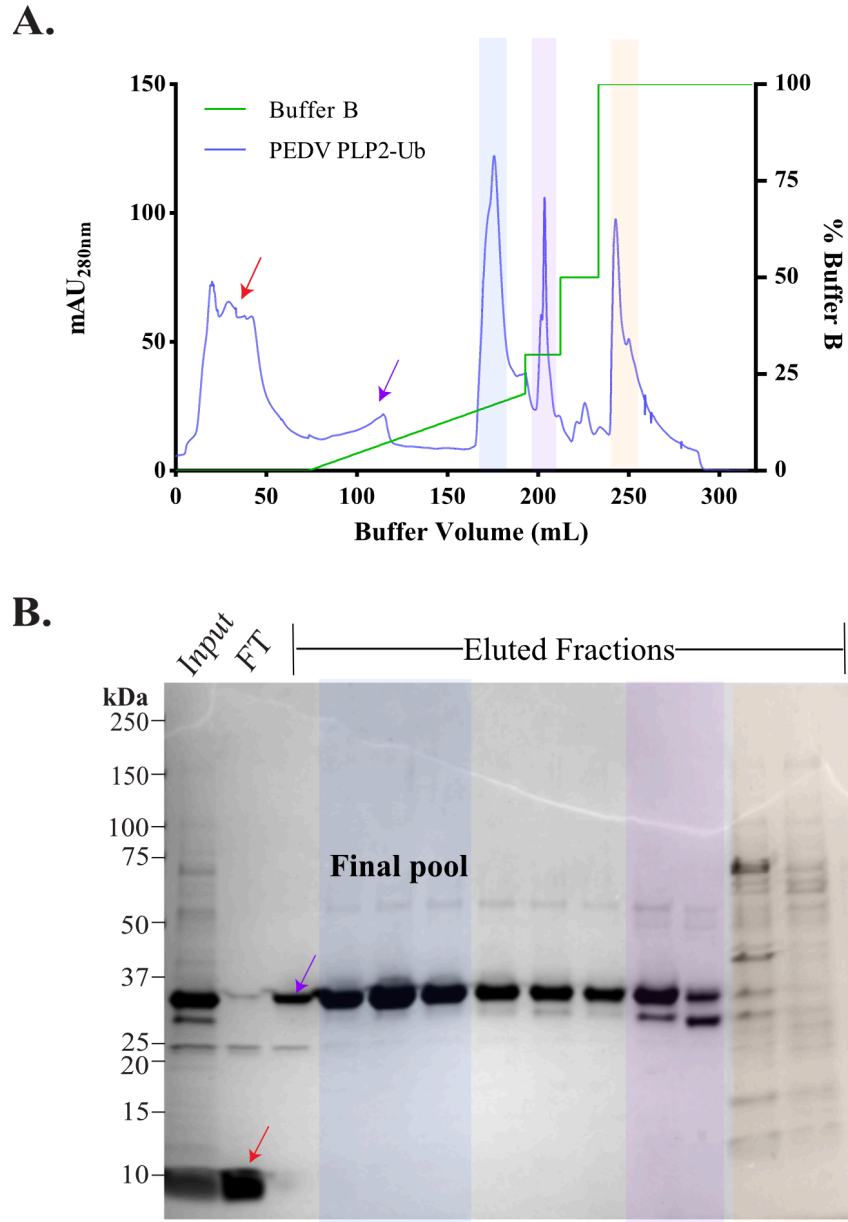 A.
150
100
50
0
mAU280nm
Buffer B
PEDV PLP2-Ub
100
75
50
25
0
% Buffer B
0 50 100 150 200 250 300
Buffer Volume (mL)
B.
Input FT Eluted Fractions
kDa
250
150
100
75
Final pool
50
37
25
20
15
10